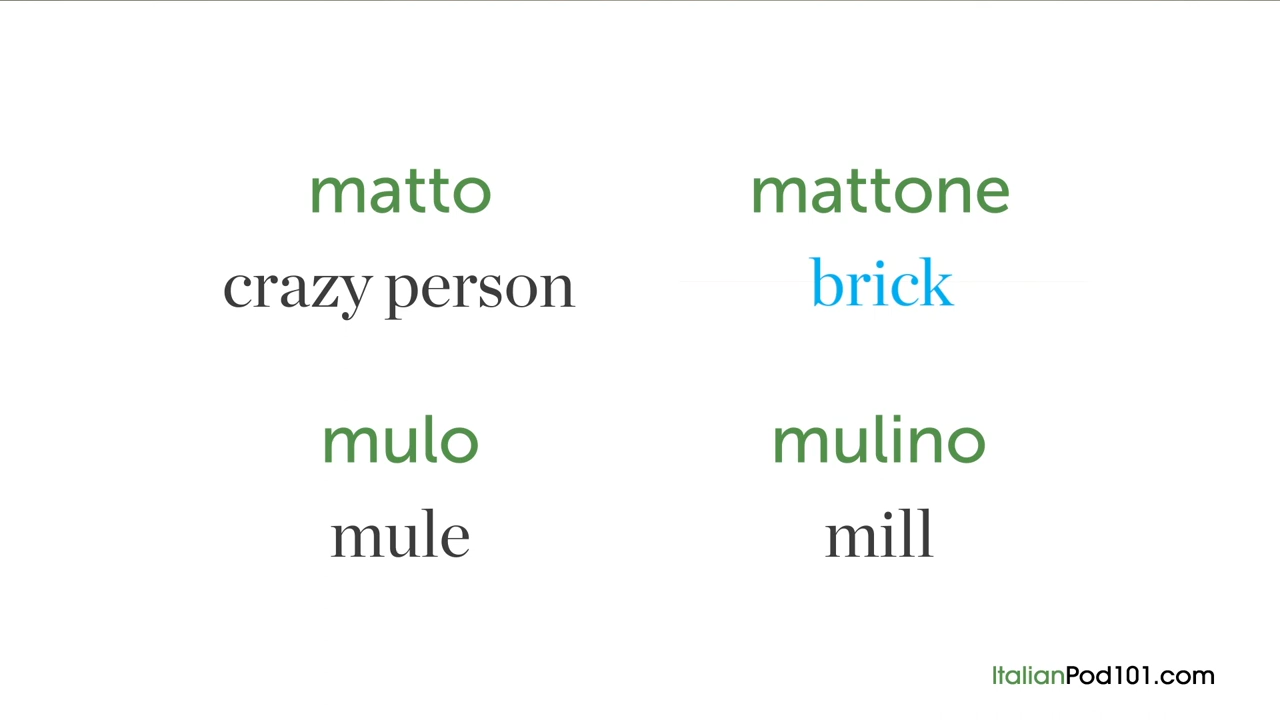 matto
mattone
crazy person
brick
mulo
mulino
mule
mill
ItalianPod101.com